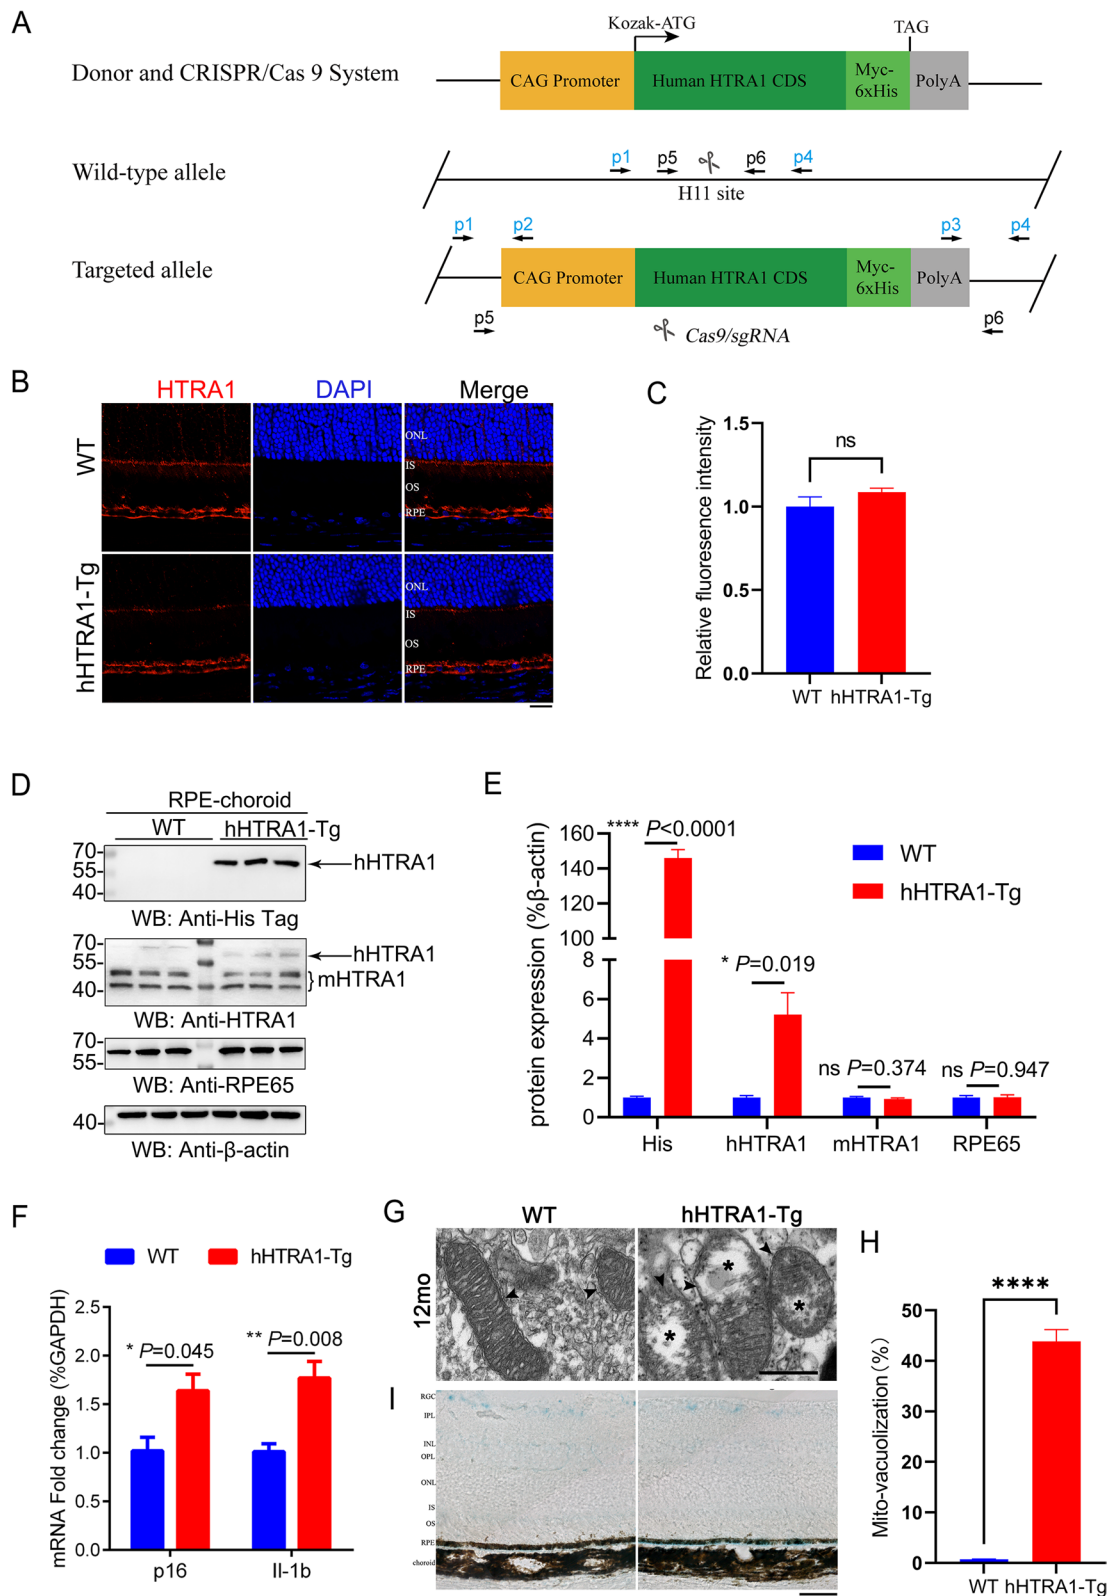 A
Kozak-ATG
TAG
Donor and CRISPR/Cas 9 System
CAG Promoter
Human HTRA1 CDS
Myc-
6xHis
PolyA
Wild-type allele
p1
p5
p6
p4
H11 site
p1
p2
p3
p4
Targeted allele
CAG Promoter
Human HTRA1 CDS
Myc-
6xHis
PolyA
p5
Cas9/sgRNA
p6
B
HTRA1
DAPI
Merge
WT
ONL
IS
OS
RPE
hHTRA1-Tg
ONL
IS
OS
RPE
C
Relative fluoresence intensity
1.5
1.0
0.5
0.0
ns
WT
hHTRA1-Tg
D
RPE-choroid
WT
hHTRA1-Tg
70-
55-
40-
hHTRA1
WB: Anti-His Tag
70-
55-
40-
hHTRA1
}mHTRA1
WB: Anti-HTRA1
70-
55-
WB: Anti-RPE65
40-
WB: Anti-β-actin
E
protein expression (%β-actin)
160
140
120
100
8
6
4
2
0
**** P<0.0001
* P=0.019
ns P=0.374
ns P=0.947
WT
hHTRA1-Tg
His
hHTRA1
mHTRA1
RPE65
F
WT
hHTRA1-Tg
mRNA Fold change (%GAPDH)
2.5
2.0
1.5
1.0
0.5
0.0
* P=0.045
** P=0.008
p16
Il-1b
G
WT
hHTRA1-Tg
12mo
*
*
*
H
Mito-vacuolization (%)
50
40
30
20
10
0
****
WT
hHTRA1-Tg
I
RGC
IPL
INL
OPL
ONL
IS
OS
RPE
choroid